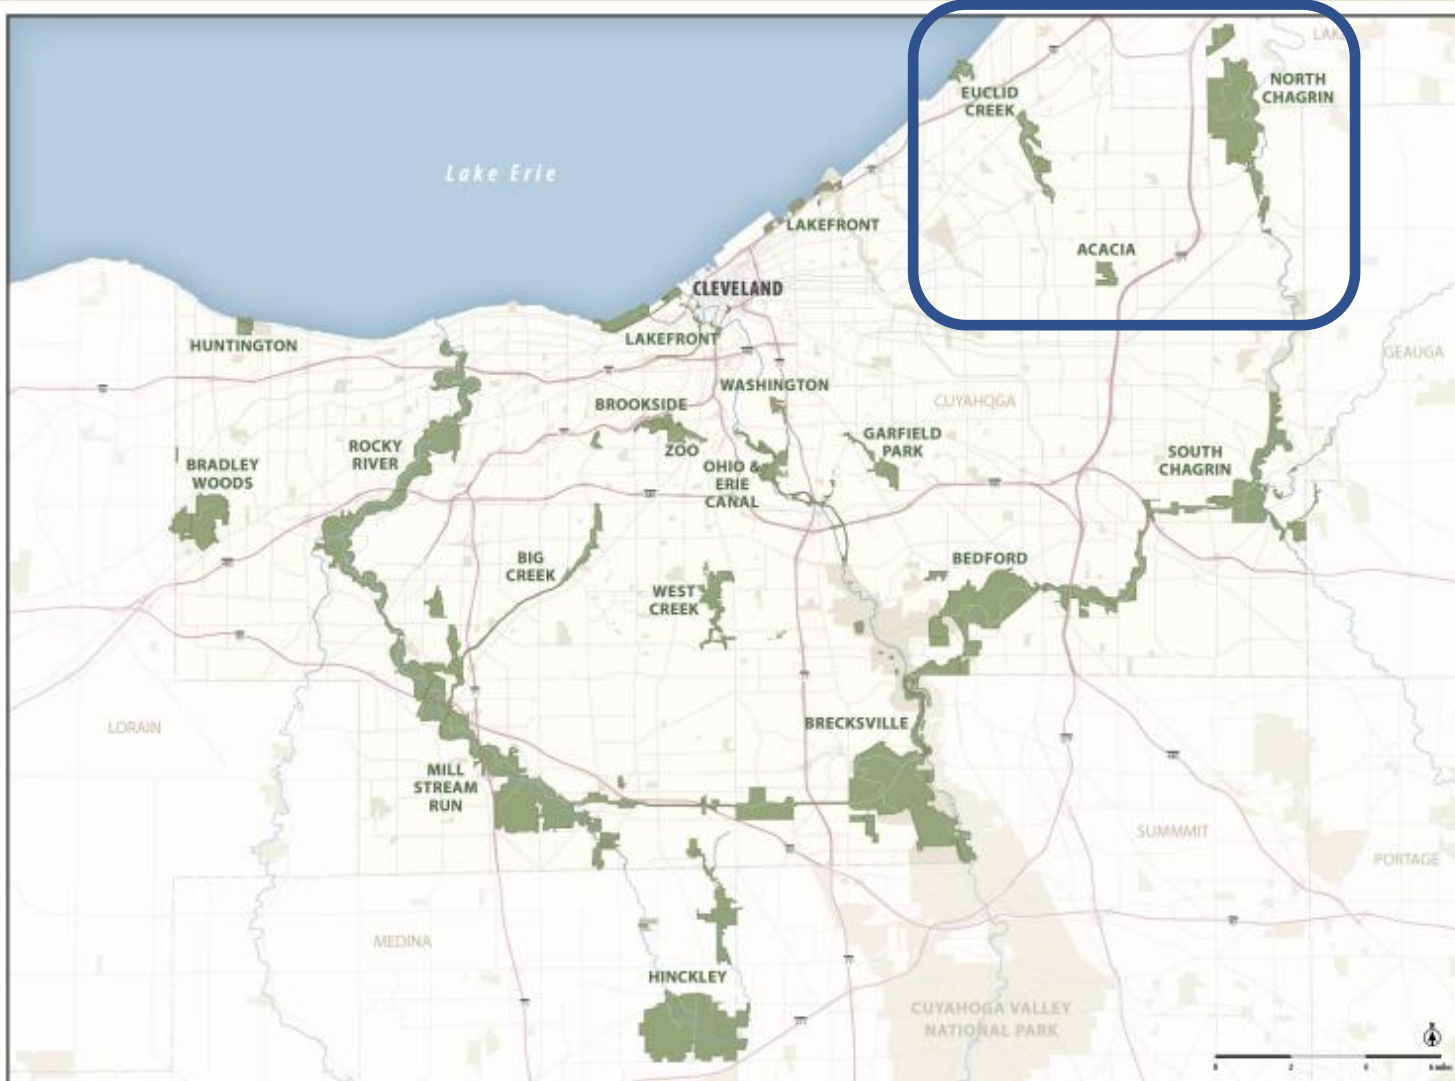 LAKE
EUCLID
CREEK
NORTH
CHAGRIN
Lake Erie
LAKEFRONT
ACACIA
CLEVELAND
HUNTINGTON
LAKEFRONT
GEAUGA
WASHINGTON
CUYAHOGA
BROOKSIDE
ROCKY
RIVER
ZOO
GARFIELD
PARK
BRADLEY
WOODS
OHIO &
ERIE
CANAL
SOUTH
CHAGRIN
BIG
CREEK
WEST
CREEK
BEDFORD
LORAIN
BRECKSVILLE
MILL
STREAM
RUN
SUMMMIT
PORTAGE
MEDINA
HINCKLEY
CUYAHOGA VALLEY
NATIONAL PARK